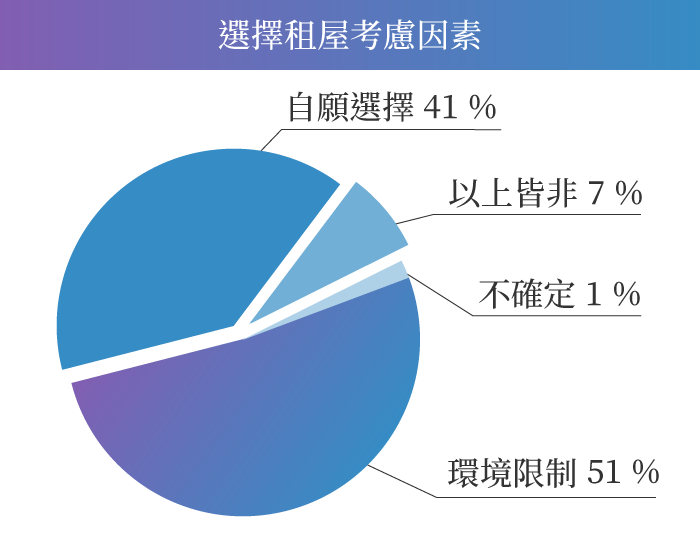 選擇租屋考慮因素
自願選擇 41 %
以上皆非 7 %
不確定 1 %
環境限制 51 %